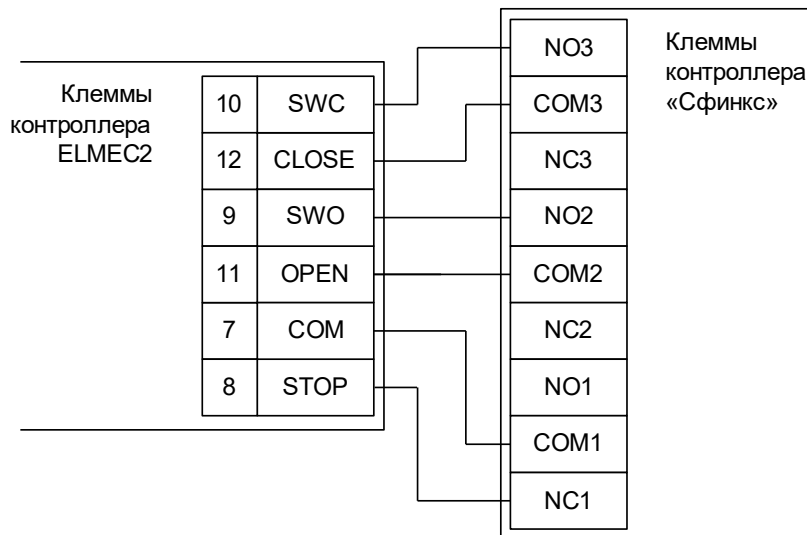 Клеммы
контроллера
ELMEC2
10 SWC
12 CLOSE
9 SWO
11 OPEN
7 COM
8 STOP
NO3
COM3
NC3
NO2
COM2
NC2
NO1
COM1
NC1
Клеммы
контроллера
«Сфинкс»